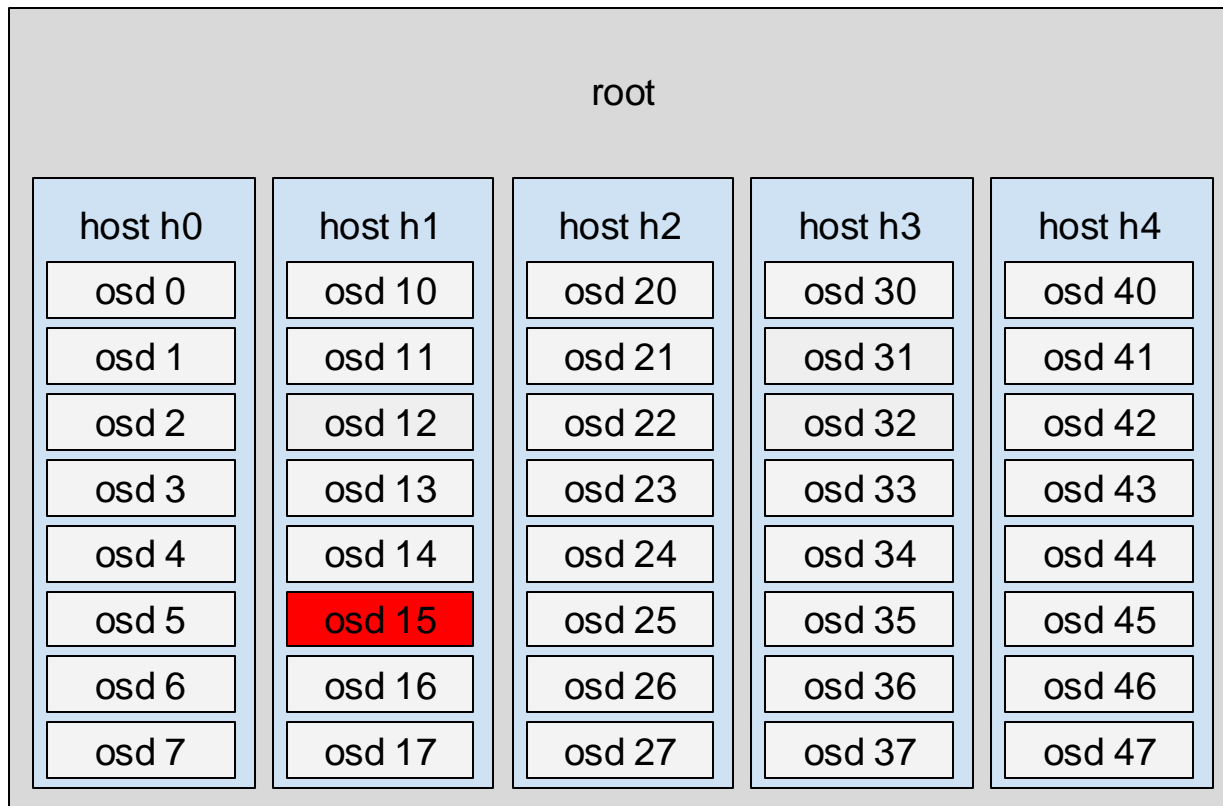 root
host h0 host h1 host h2 host h3 host h4
osd 0 osd 10 osd 20 osd 30 osd 40
osd 1 osd 11 osd 21 osd 31 osd 41
osd 2 osd 12 osd 22 osd 32 osd 42
osd 3 osd 13 osd 23 osd 33 osd 43
osd 4 osd 14 osd 24 osd 34 osd 44
osd 5 osd 15 osd 25 osd 35 osd 45
osd 6 osd 16 osd 26 osd 36 osd 46
osd 7 osd 17 osd 27 osd 37 osd 47